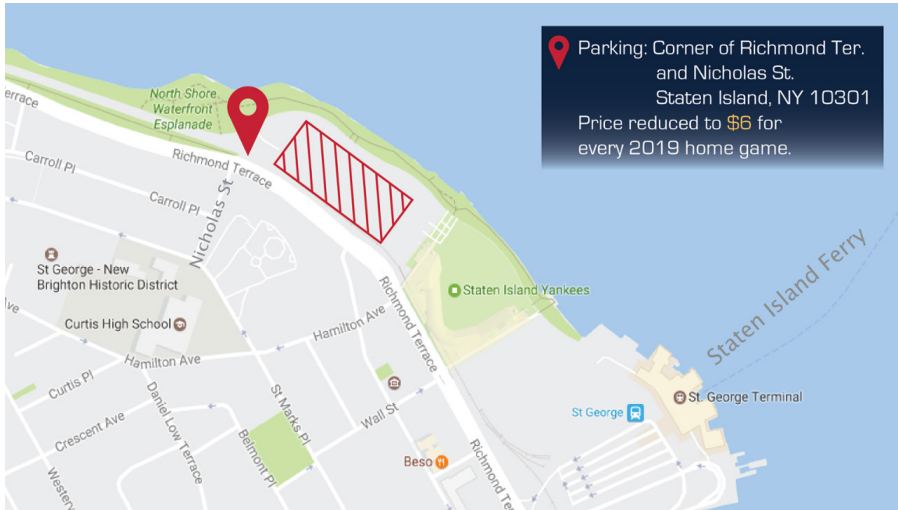 Parking: Corner of Richmond Ter.
and Nicholas St.
Staten Island, NY 10301
Price reduced to $6 for
every 2019 home game.
North Shore
Waterfront
Esplanade
errace
Richmond Terrace
Carroll Pl
Carroll Pl
Nicholas St
St George - New
Brighton Historic District
Staten Island Yankees
Staten Island Ferry
Richmond Terrace
Curtis High School
Hamilton Ave
ve
Hamilton Ave
Curtis Pl
Daniel Low Terrace
St Marks Pl
Wall St
St. George Terminal
St George
Crescent Ave
Belmont Pl
Beso
Richmond Te
Western